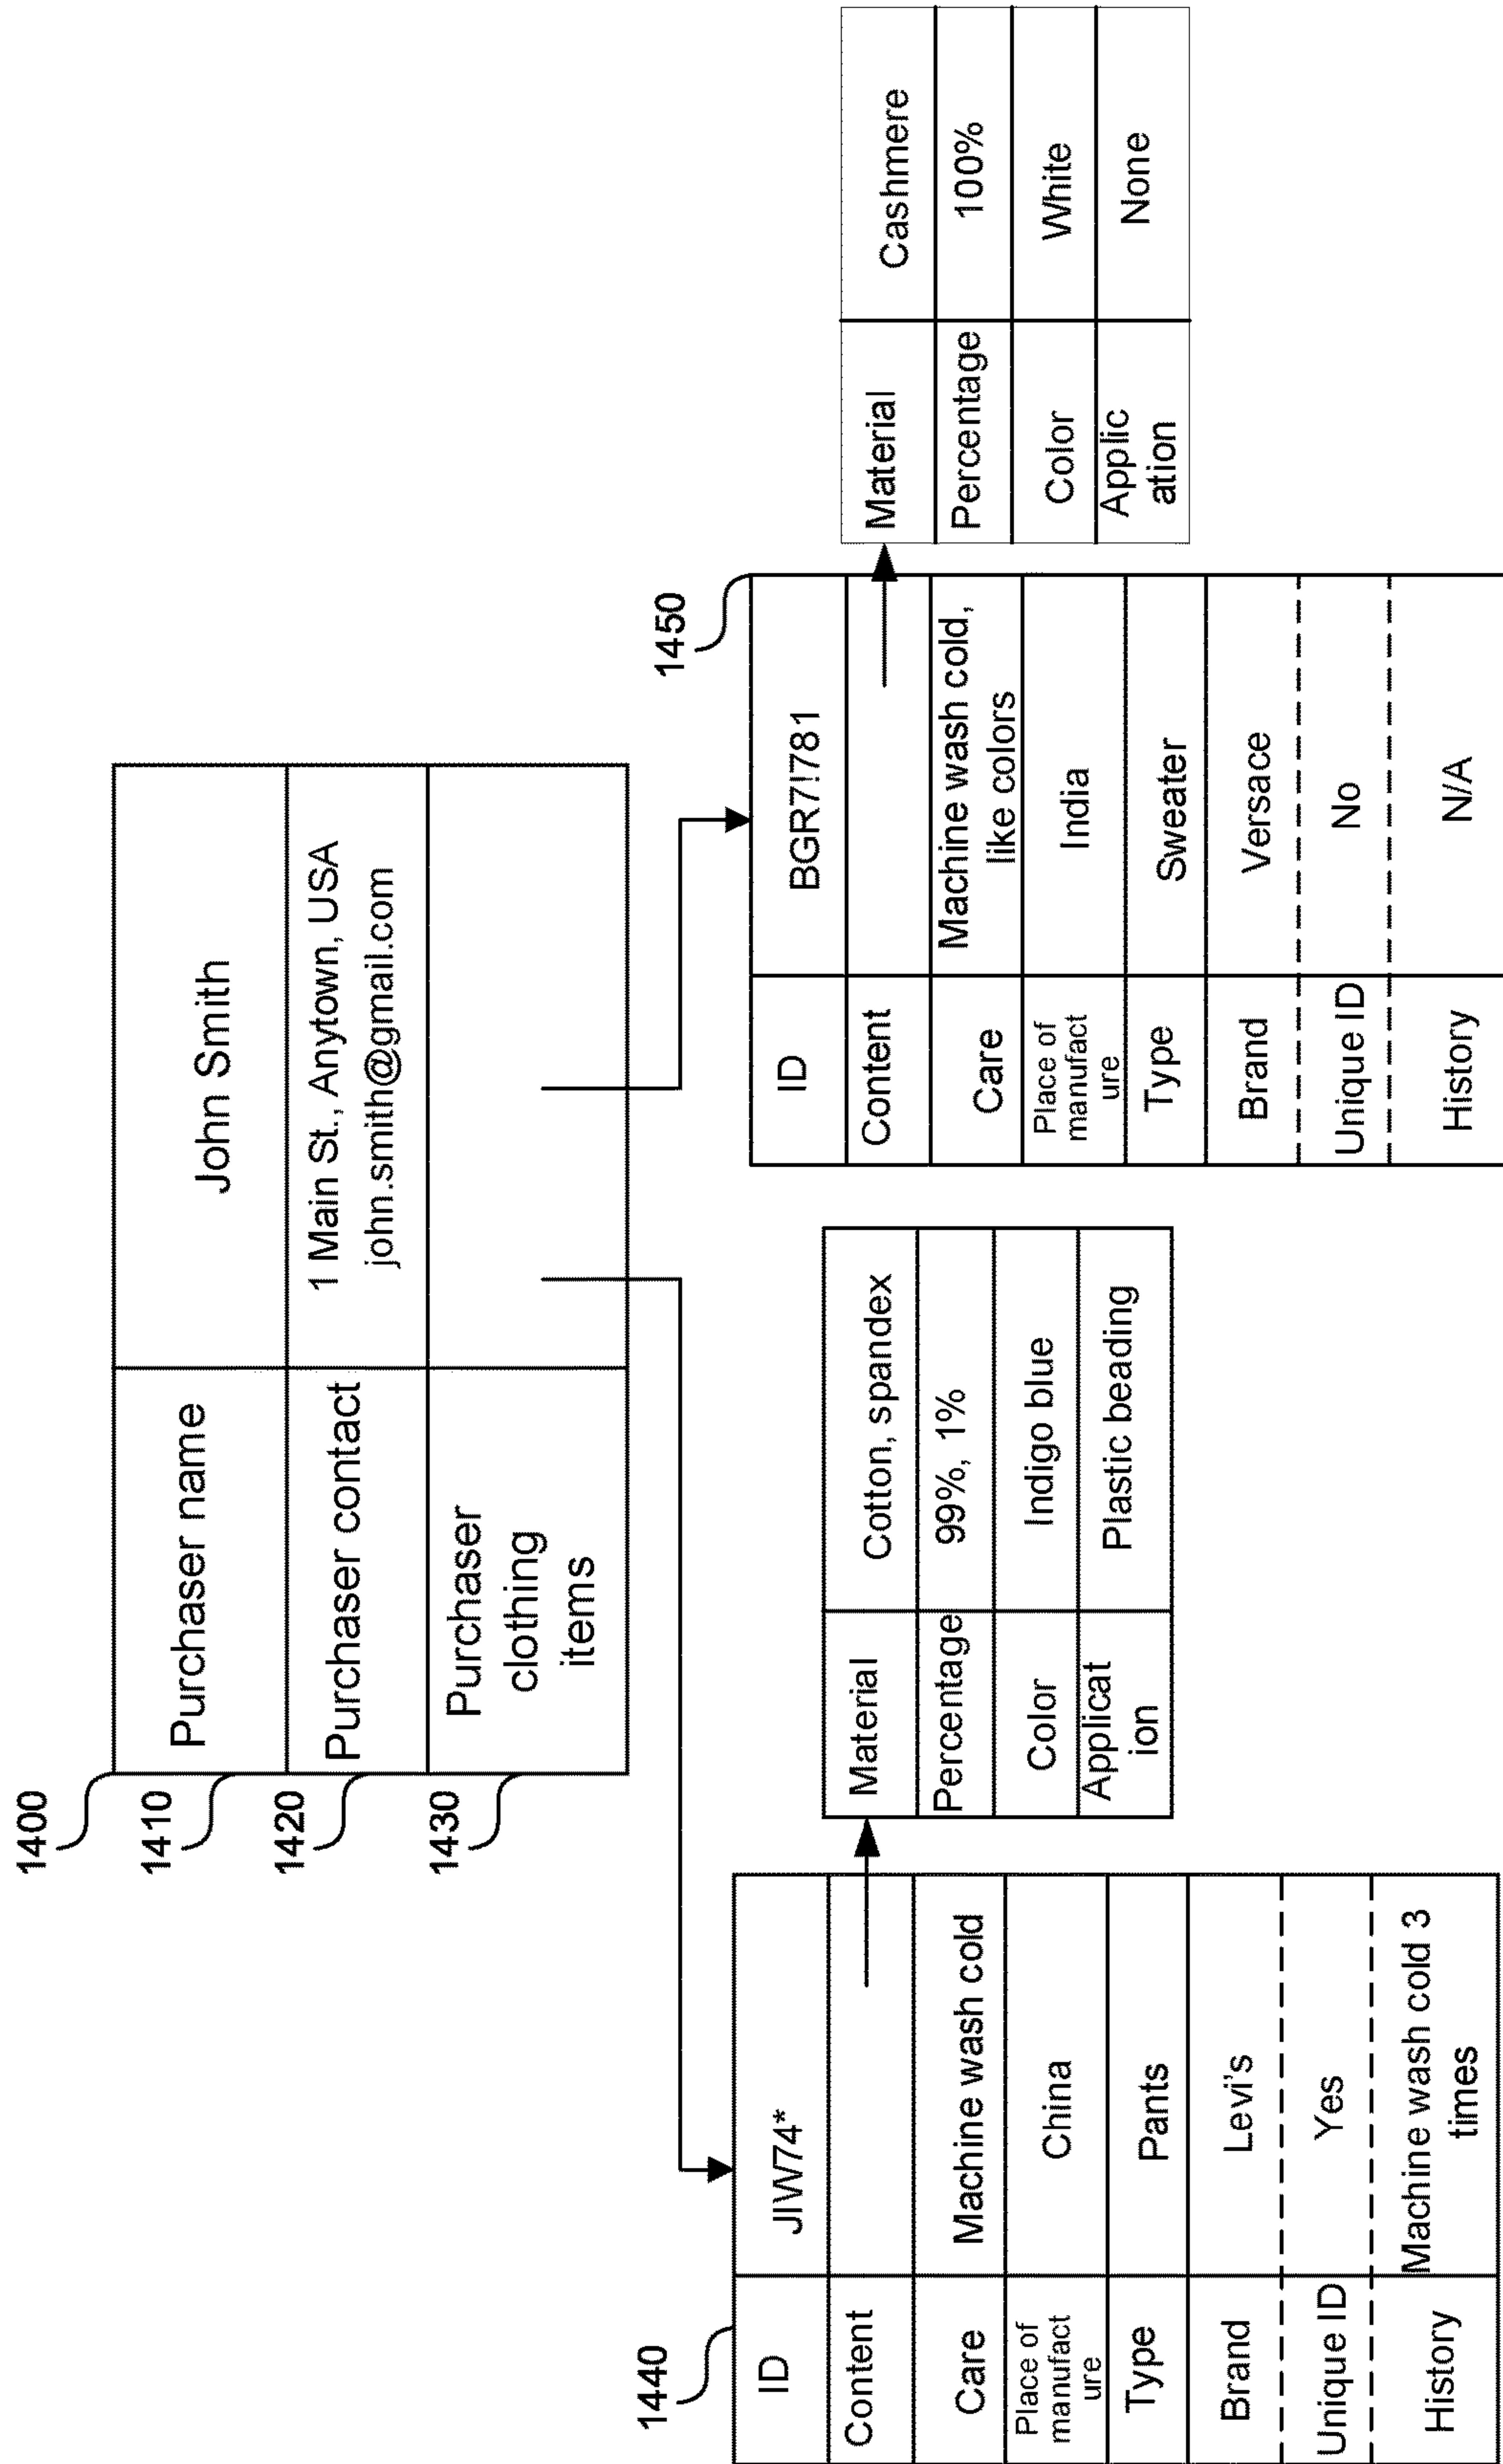 1400
1410
1420
1430
Purchaser name
John Smith
Purchaser contact
1 Main St., Anytown, USA
john.smith@gmail.com
Purchaser
clothing
items
1440
ID
JIW74*
Content
Care
Machine wash cold
Place of
manufact
ure
China
Type
Pants
Brand
Levi's
Unique ID
Yes
History
Machine wash cold 3
times
Material
Cotton, spandex
Percentage
99%, 1%
Color
Indigo blue
Applicat
ion
Plastic beading
1450
ID
BGR7!781
Content
Care
Machine wash cold,
like colors
Place of
manufact
ure
India
Type
Sweater
Brand
Versace
Unique ID
No
History
N/A
Material
Cashmere
Percentage
100%
Color
White
Applic
ation
None